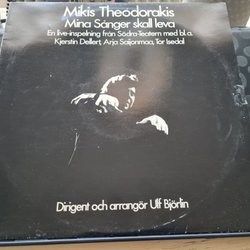 Mikis Theodorakis
Mina Sånger skall leva
En live-inspelning från Södra-Teatern med bl.a.
Kjerstin Dellert, Arja Saijonmaa, Tor Isedal
Dirigent och arrangör Ulf Björlin